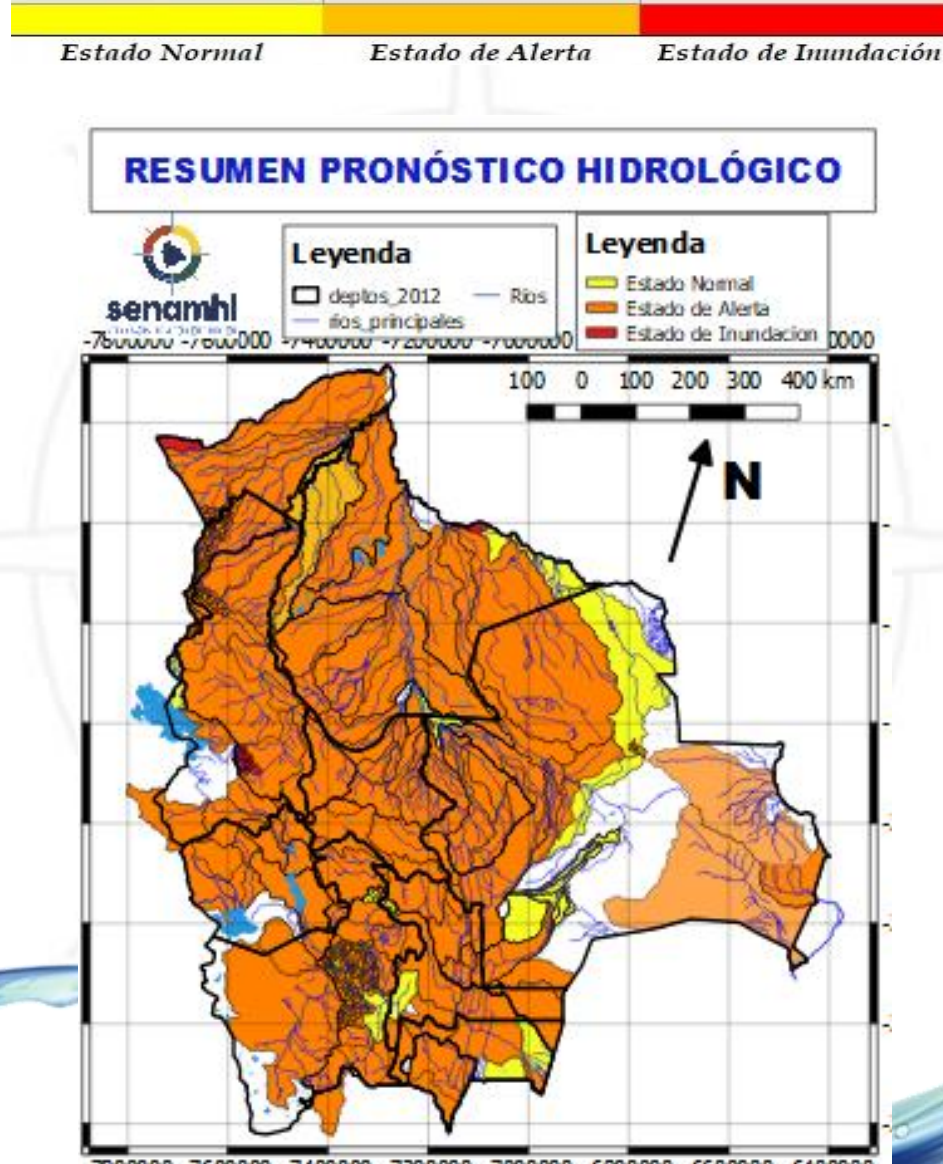 Estado Normal Estado de Alerta Estado de Inundación
RESUMEN PRONÓSTICO HIDROLÓGICO
senamhi
Leyenda
deptos_2012 Rios
rios_principales
Leyenda
Estado Normal
Estado de Alerta
Estado de Inundacion
-7800000 -7600000 -7400000 -7200000 -7000000
100 0 100 200 300 400 km
N